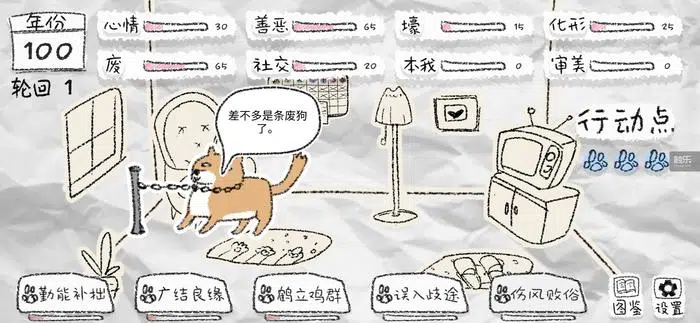 年份
100
轮回 1
心情 30
善恶 65
壕 15
化形 25
废 65
社交 20
本我 0
审美 0
差不多是条废狗
了。
行动点
触乐
勤能补拙
广结良缘
鹤立鸡群
误入歧途
伤风败俗
图鉴
设置